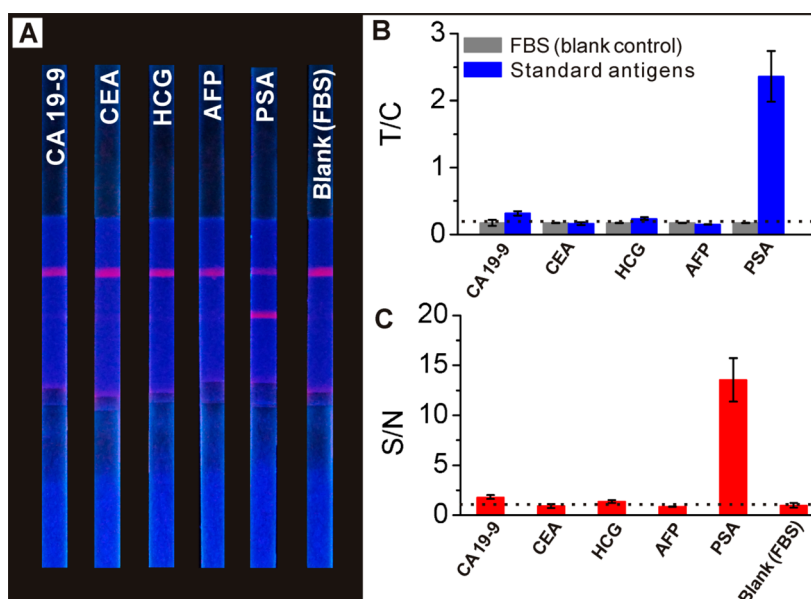 A
CA 19-9
CEA
HCG
AFP
PSA
Blank (FBS)
B
FBS (blank control)
Standard antigens
T/C
3
2
1
0
CA 19-9
CEA
HCG
AFP
PSA
C
S/N
20
15
10
5
0
CA 19-9
CEA
HCG
AFP
PSA
Blank (FBS)